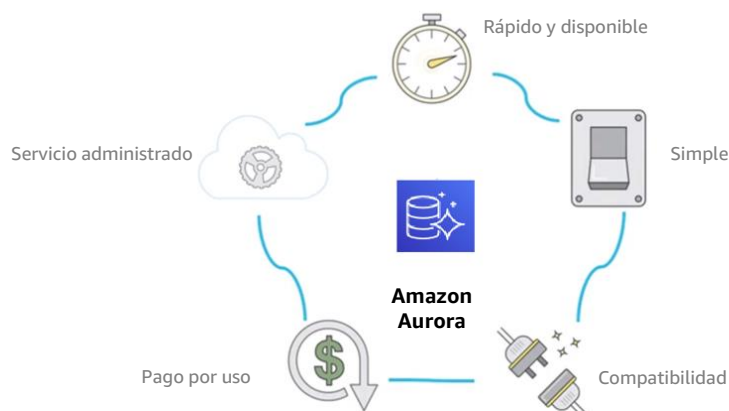 Rápido y disponible
Servicio administrado
Simple
Amazon
Aurora
Pago por uso
Compatibilidad